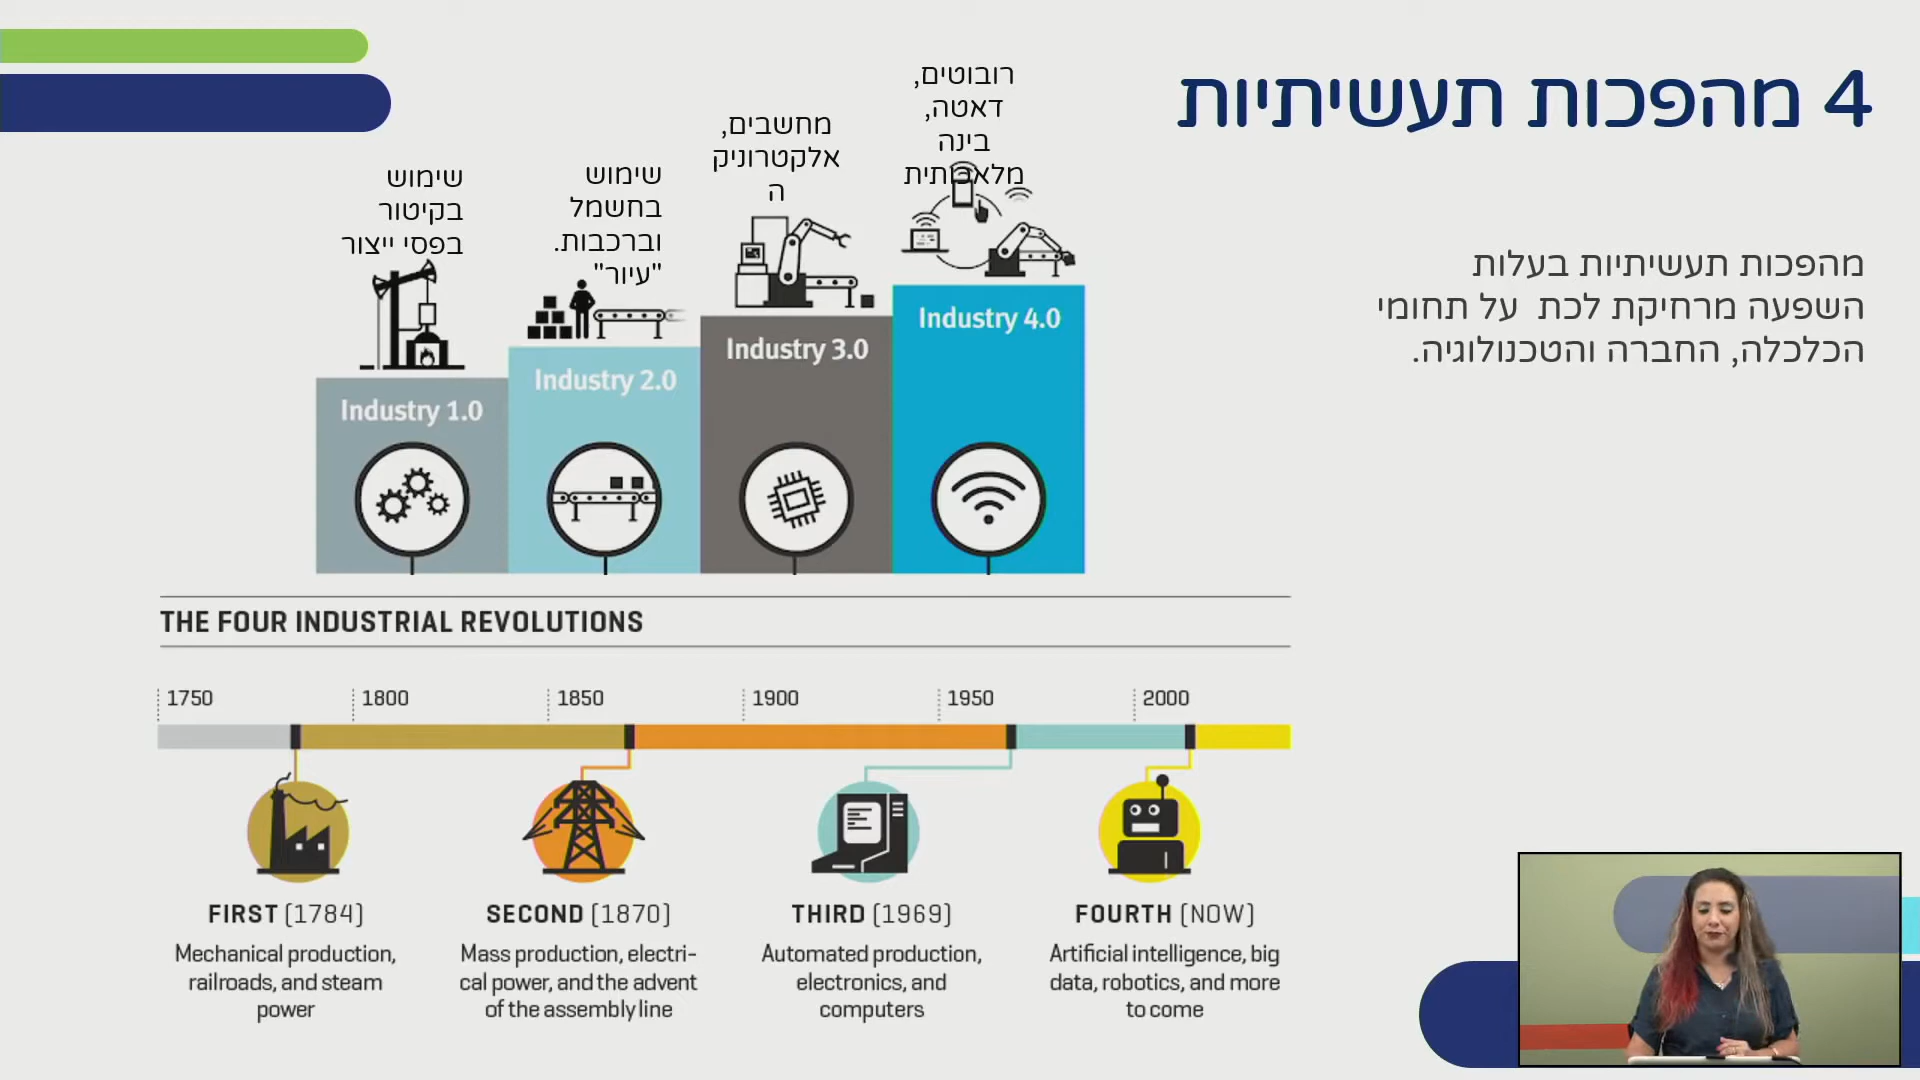 4 מהפכות תעשיתיות
מהפכות תעשיתיות בעלות
השפעה מרחיקת לכת על תחומי
הכלכלה, החברה והטכנולוגיה.
שימוש
בקיטור
בפסי ייצור
שימוש
בחשמל
וברכבות.
"עיור"
מחשבים,
אלקטרוניק
ה
רובוטים,
דאטה,
בינה
מלאכותית
Industry 1.0
Industry 2.0
Industry 3.0
Industry 4.0
THE FOUR INDUSTRIAL REVOLUTIONS
1750 1800 1850 1900 1950 2000
FIRST (1784)
Mechanical production,
railroads, and steam
power
SECOND (1870)
Mass production, electri-
cal power, and the advent
of the assembly line
THIRD (1969)
Automated production,
electronics, and
computers
FOURTH (NOW)
Artificial intelligence, big
data, robotics, and more
to come